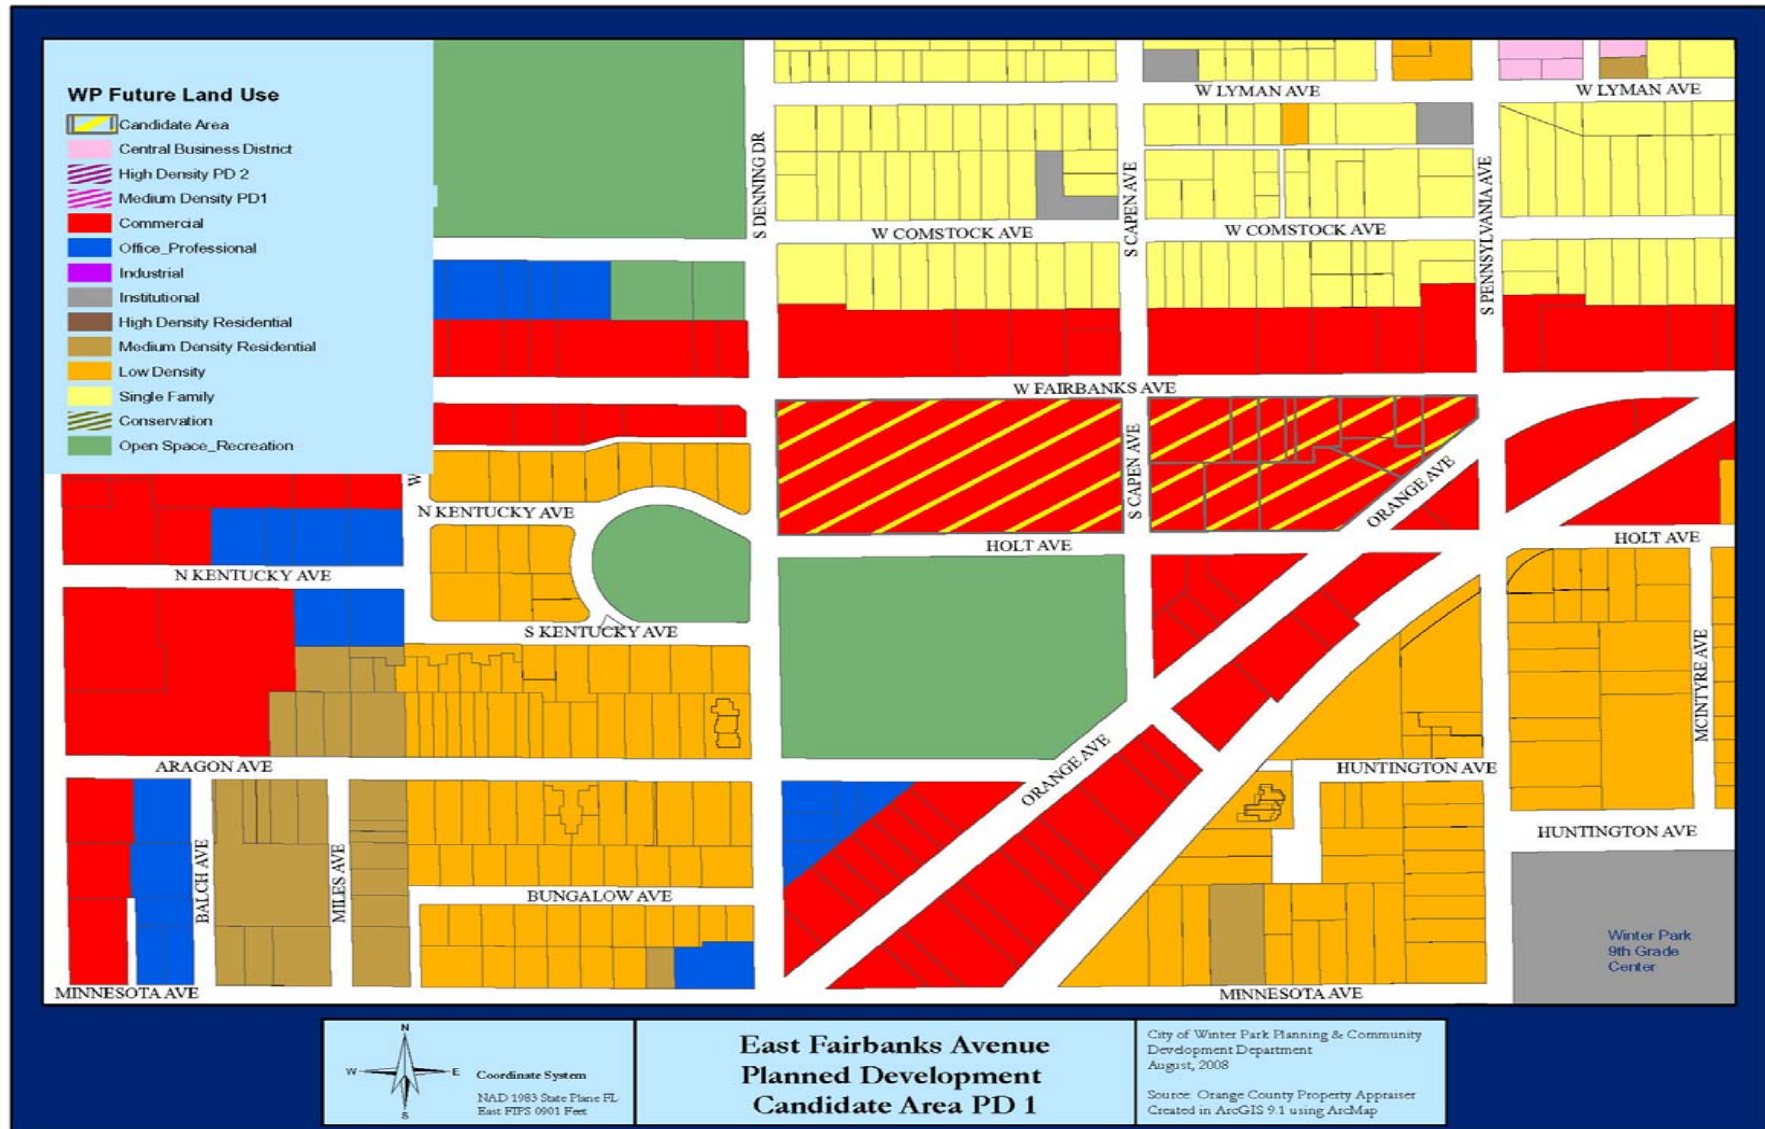 WP Future Land Use
Candidate Area
Central Business District
High Density PD 2
Medium Density PD1
Commercial
Office_Professional
Industrial
Institutional
High Density Residential
Medium Density Residential
Low Density
Single Family
Conservation
Open Space_Recreation
W LYMAN AVE
W LYMAN AVE
S DENNING DR
S CAPEN AVE
S PENNSYLVANIA AVE
W COMSTOCK AVE
W COMSTOCK AVE
W FAIRBANKS AVE
S CAPEN AVE
ORANGE AVE
W
N KENTUCKY AVE
HOLT AVE
HOLT AVE
N KENTUCKY AVE
S KENTUCKY AVE
MCINTYRE AVE
ARAGON AVE
ORANGE AVE
HUNTINGTON AVE
HUNTINGTON AVE
BALCH AVE
MILES AVE
BUNGALOW AVE
Winter Park
9th Grade
Center
MINNESOTA AVE
MINNESOTA AVE
N
W
E
S
Coordinate System
NAD 1983 State Plane FL
East FIPS 0901 Feet
East Fairbanks Avenue
Planned Development
Candidate Area PD 1
City of Winter Park Planning & Community
Development Department
August, 2008
Source: Orange County Property Appraiser
Created in ArcGIS 9.1 using ArcMap